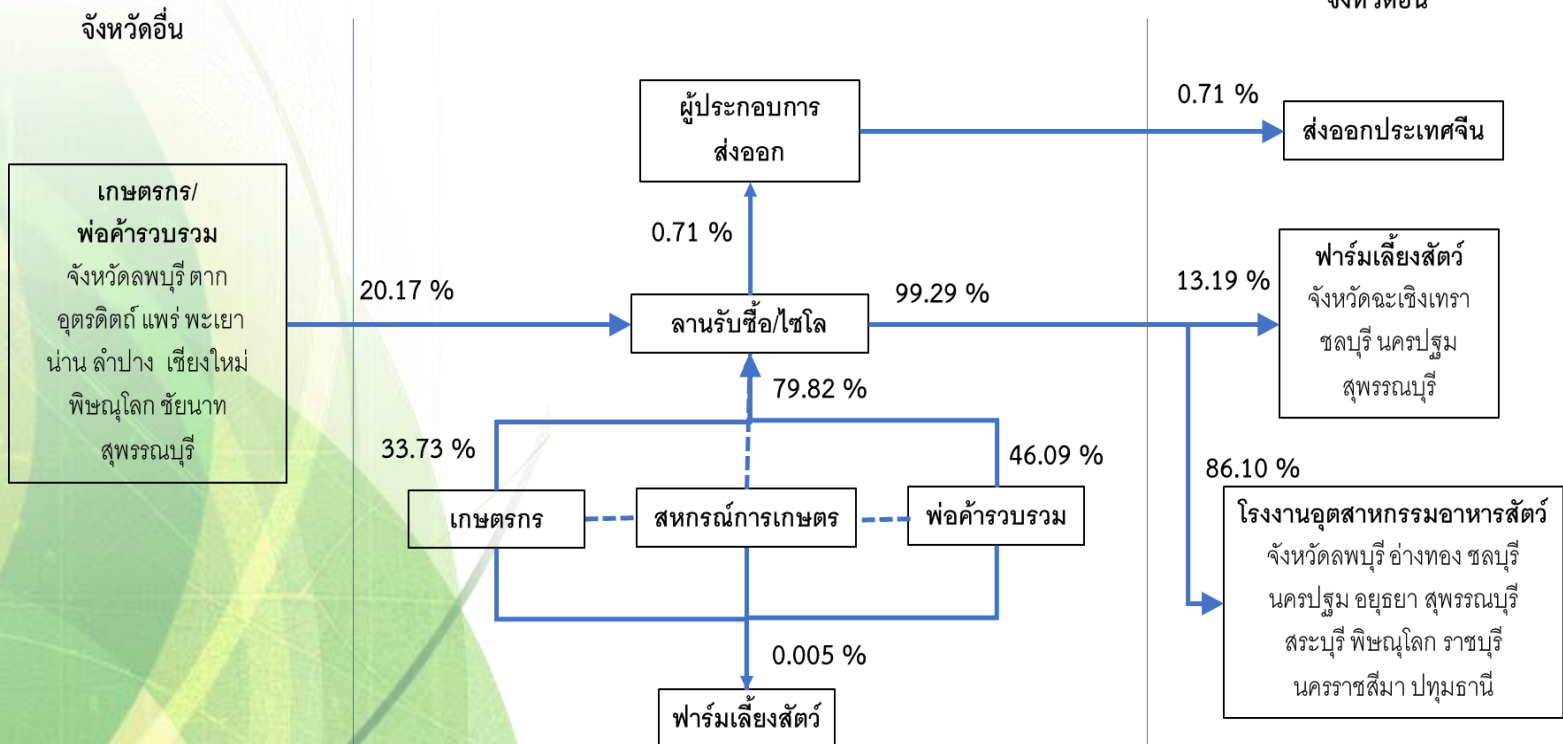 จังหวัดอื่น
จังหวัดอื่น
ผู้ประกอบการ
ส่งออก
0.71 %
ส่งออกประเทศจีน
เกษตรกร/
พ่อค้ารวบรวม
จังหวัดลพบุรี ตาก
อุตรดิตถ์ แพร่ พะเยา
น่าน ลำปาง เชียงใหม่
พิษณุโลก ชัยนาท
สุพรรณบุรี
0.71 %
20.17 %
ลานรับซื้อ/ไซโล
99.29 %
13.19 %
ฟาร์มเลี้ยงสัตว์
จังหวัดฉะเชิงเทรา
ชลบุรี นครปฐม
สุพรรณบุรี
79.82 %
33.73 %
46.09 %
86.10 %
เกษตรกร
สหกรณ์การเกษตร
พ่อค้ารวบรวม
โรงงานอุตสาหกรรมอาหารสัตว์
จังหวัดลพบุรี อ่างทอง ชลบุรี
นครปฐม อยุธยา สุพรรณบุรี
สระบุรี พิษณุโลก ราชบุรี
นครราชสีมา ปทุมธานี
0.005 %
ฟาร์มเลี้ยงสัตว์